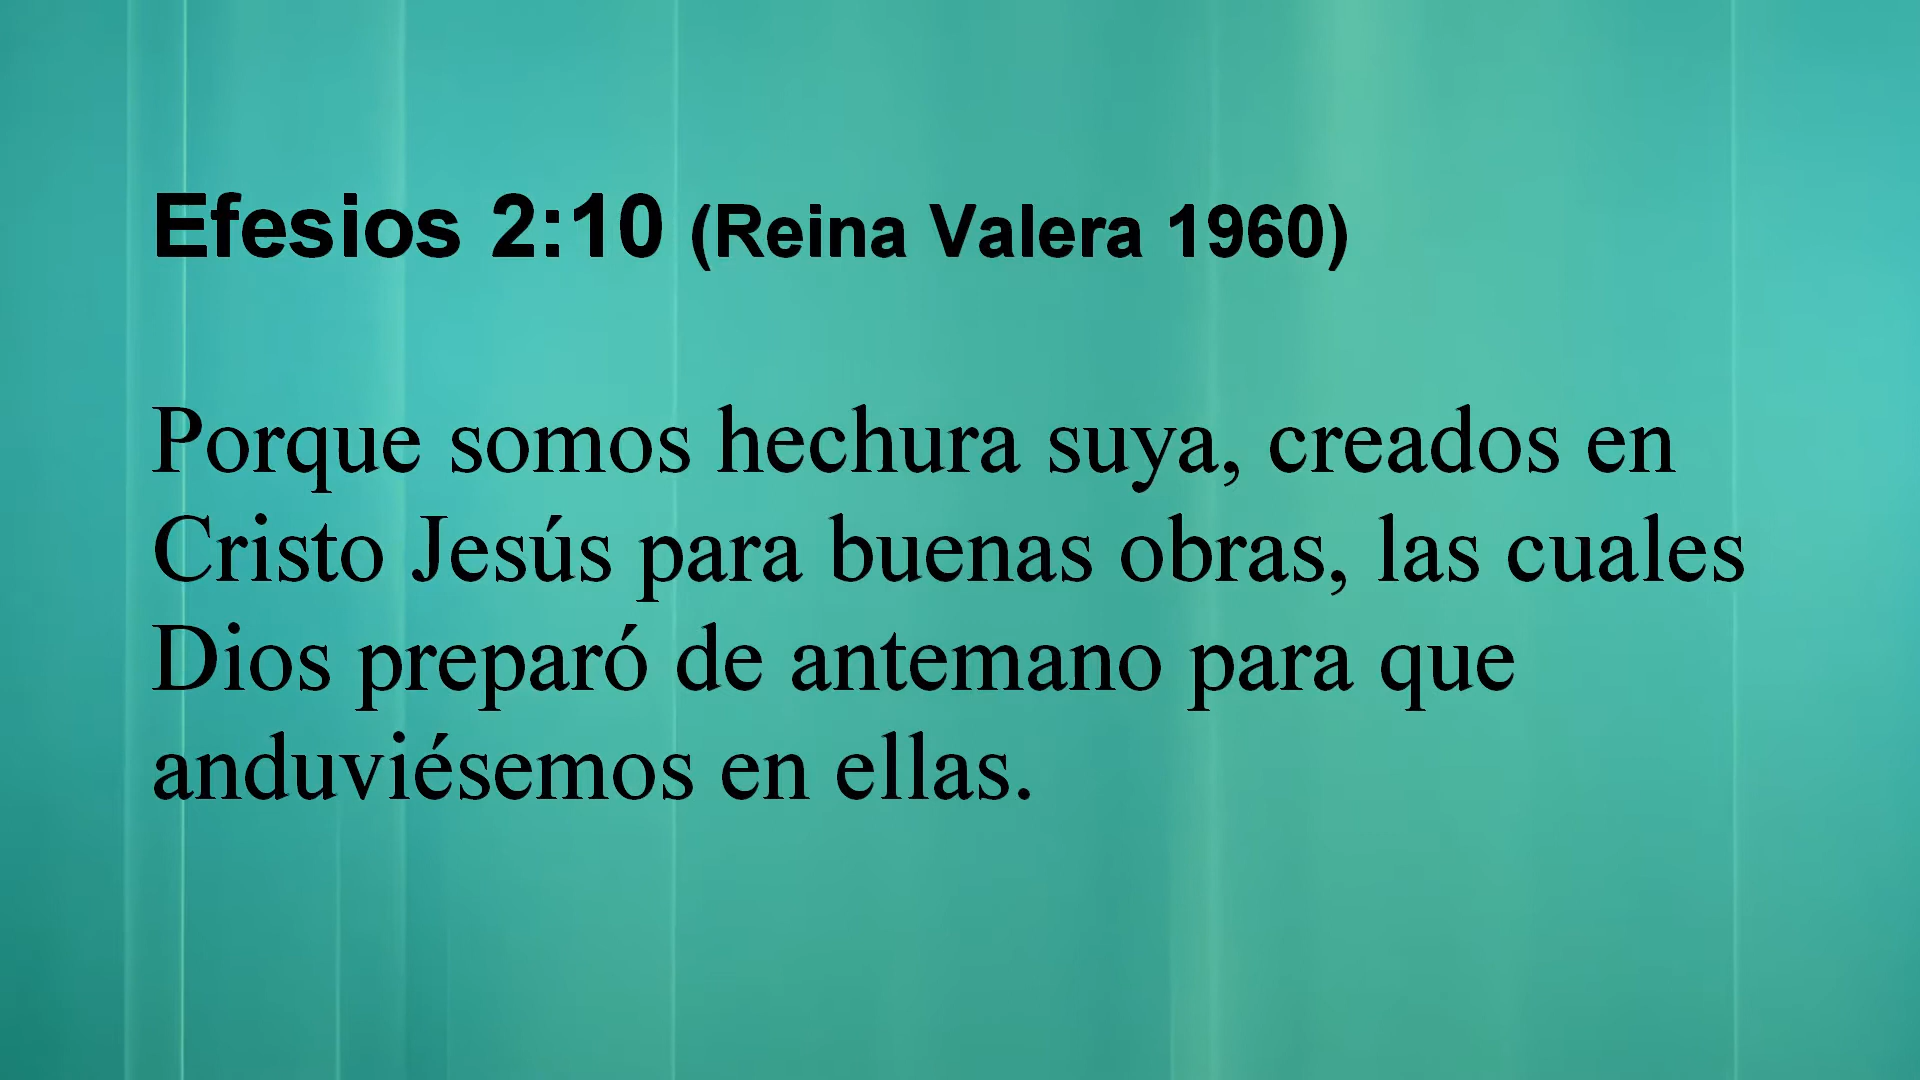 Efesios 2:10 (Reina Valera 1960)
Porque somos hechura suya, creados en
Cristo Jesús para buenas obras, las cuales
Dios preparó de antemano para que
anduviésemos en ellas.